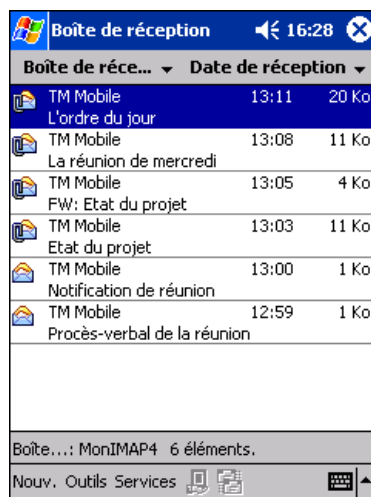 Boîte de réception 16:28
Boîte de réce... Date de réception
TM Mobile 13:11 20 Ko
L'ordre du jour
TM Mobile 13:08 11 Ko
La réunion de mercredi
TM Mobile 13:05 4 Ko
FW: Etat du projet
TM Mobile 13:03 11 Ko
Etat du projet
TM Mobile 13:00 1 Ko
Notification de réunion
TM Mobile 12:59 1 Ko
Procès-verbal de la réunion
Boîte...: MonIMAP4 6 éléments.
Nouv. Outils Services